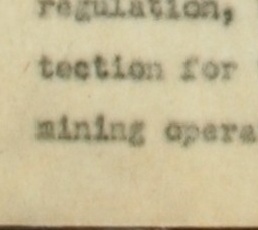 regulation,
tection for
mining opera